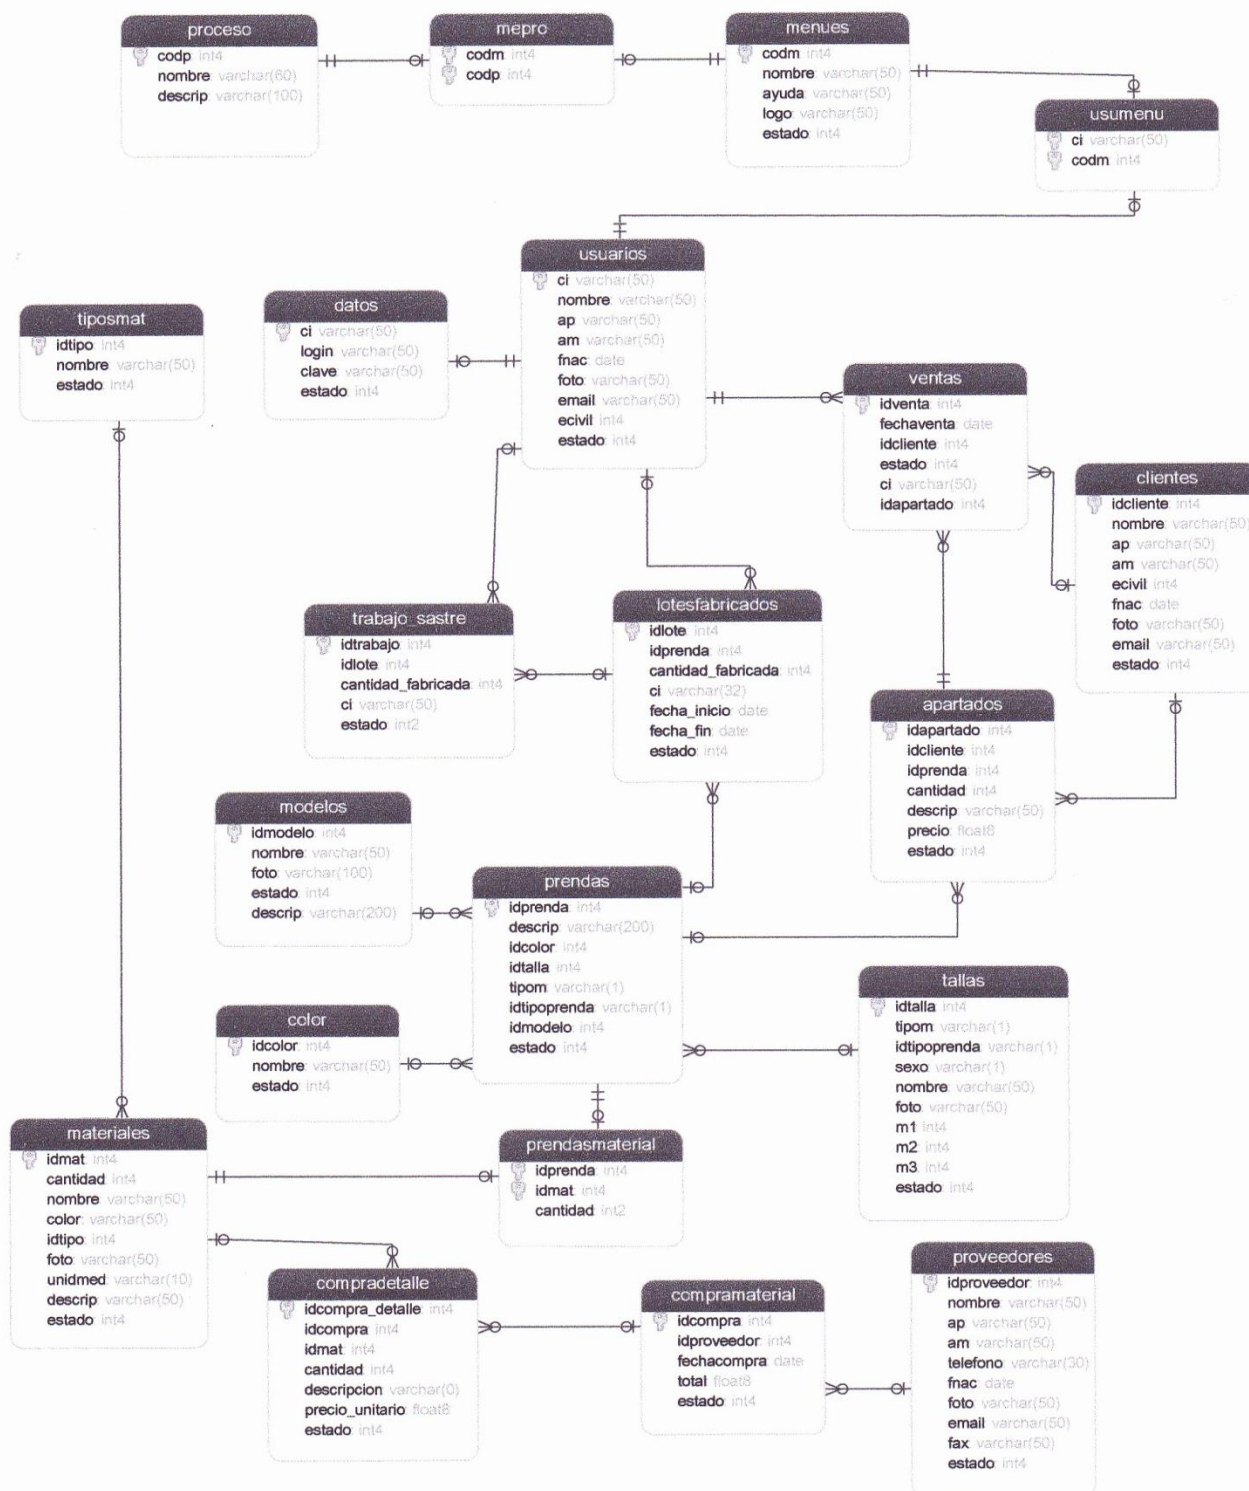 proceso
codp: int4
nombre: varchar(60)
descrip: varchar(100)
mepro
codm: int4
codp: int4
menues
codm: int4
nombre: varchar(50)
ayuda: varchar(50)
logo: varchar(50)
estado: int4
usumenu
ci: varchar(50)
codm: int4
usuarios
ci: varchar(50)
nombre: varchar(50)
ap: varchar(50)
am: varchar(50)
fnac: date
foto: varchar(50)
email: varchar(50)
ecivil: int4
estado: int4
datos
ci: varchar(50)
login: varchar(50)
clave: varchar(50)
estado: int4
tiposmat
idtipo: int4
nombre: varchar(50)
estado: int4
ventas
idventa: int4
fechaventa: date
idcliente: int4
estado: int4
ci: varchar(50)
idapartado: int4
clientes
idcliente: int4
nombre: varchar(50)
ap: varchar(50)
am: varchar(50)
ecivil: int4
fnac: date
foto: varchar(50)
email: varchar(50)
estado: int4
trabajo_sastre
idtrabajo: int4
idlote: int4
cantidad_fabricada: int4
ci: varchar(50)
estado: int2
lotesfabricados
idlote: int4
idprenda: int4
cantidad_fabricada: int4
ci: varchar(32)
fecha_inicio: date
fecha_fin: date
estado: int4
apartados
idapartado: int4
idcliente: int4
idprenda: int4
cantidad: int4
descrip: varchar(50)
precio: float8
estado: int4
modelos
idmodelo: int4
nombre: varchar(50)
foto: varchar(100)
estado: int4
descrip: varchar(200)
prendas
idprenda: int4
descrip: varchar(200)
idcolor: int4
idtalla: int4
tipom: varchar(1)
idtipoprenda: varchar(1)
idmodelo: int4
estado: int4
tallas
idtalla: int4
tipom: varchar(1)
idtipoprenda: varchar(1)
sexo: varchar(1)
nombre: varchar(50)
foto: varchar(50)
m1: int4
m2: int4
m3: int4
estado: int4
color
idcolor: int4
nombre: varchar(50)
estado: int4
materiales
idmat: int4
cantidad: int4
nombre: varchar(50)
color: varchar(50)
idtipo: int4
foto: varchar(50)
unidmed: varchar(10)
descrip: varchar(50)
estado: int4
prendasmaterial
idprenda: int4
idmat: int4
cantidad: int2
compradetalle
idcompra_detalle: int4
idcompra: int4
idmat: int4
cantidad: int4
descripcion: varchar(0)
precio_unitario: float8
estado: int4
compramaterial
idcompra: int4
idproveedor: int4
fechacompra: date
total: float8
estado: int4
proveedores
idproveedor: int4
nombre: varchar(50)
ap: varchar(50)
am: varchar(50)
telefono: varchar(30)
fnac: date
foto: varchar(50)
email: varchar(50)
fax: varchar(50)
estado: int4